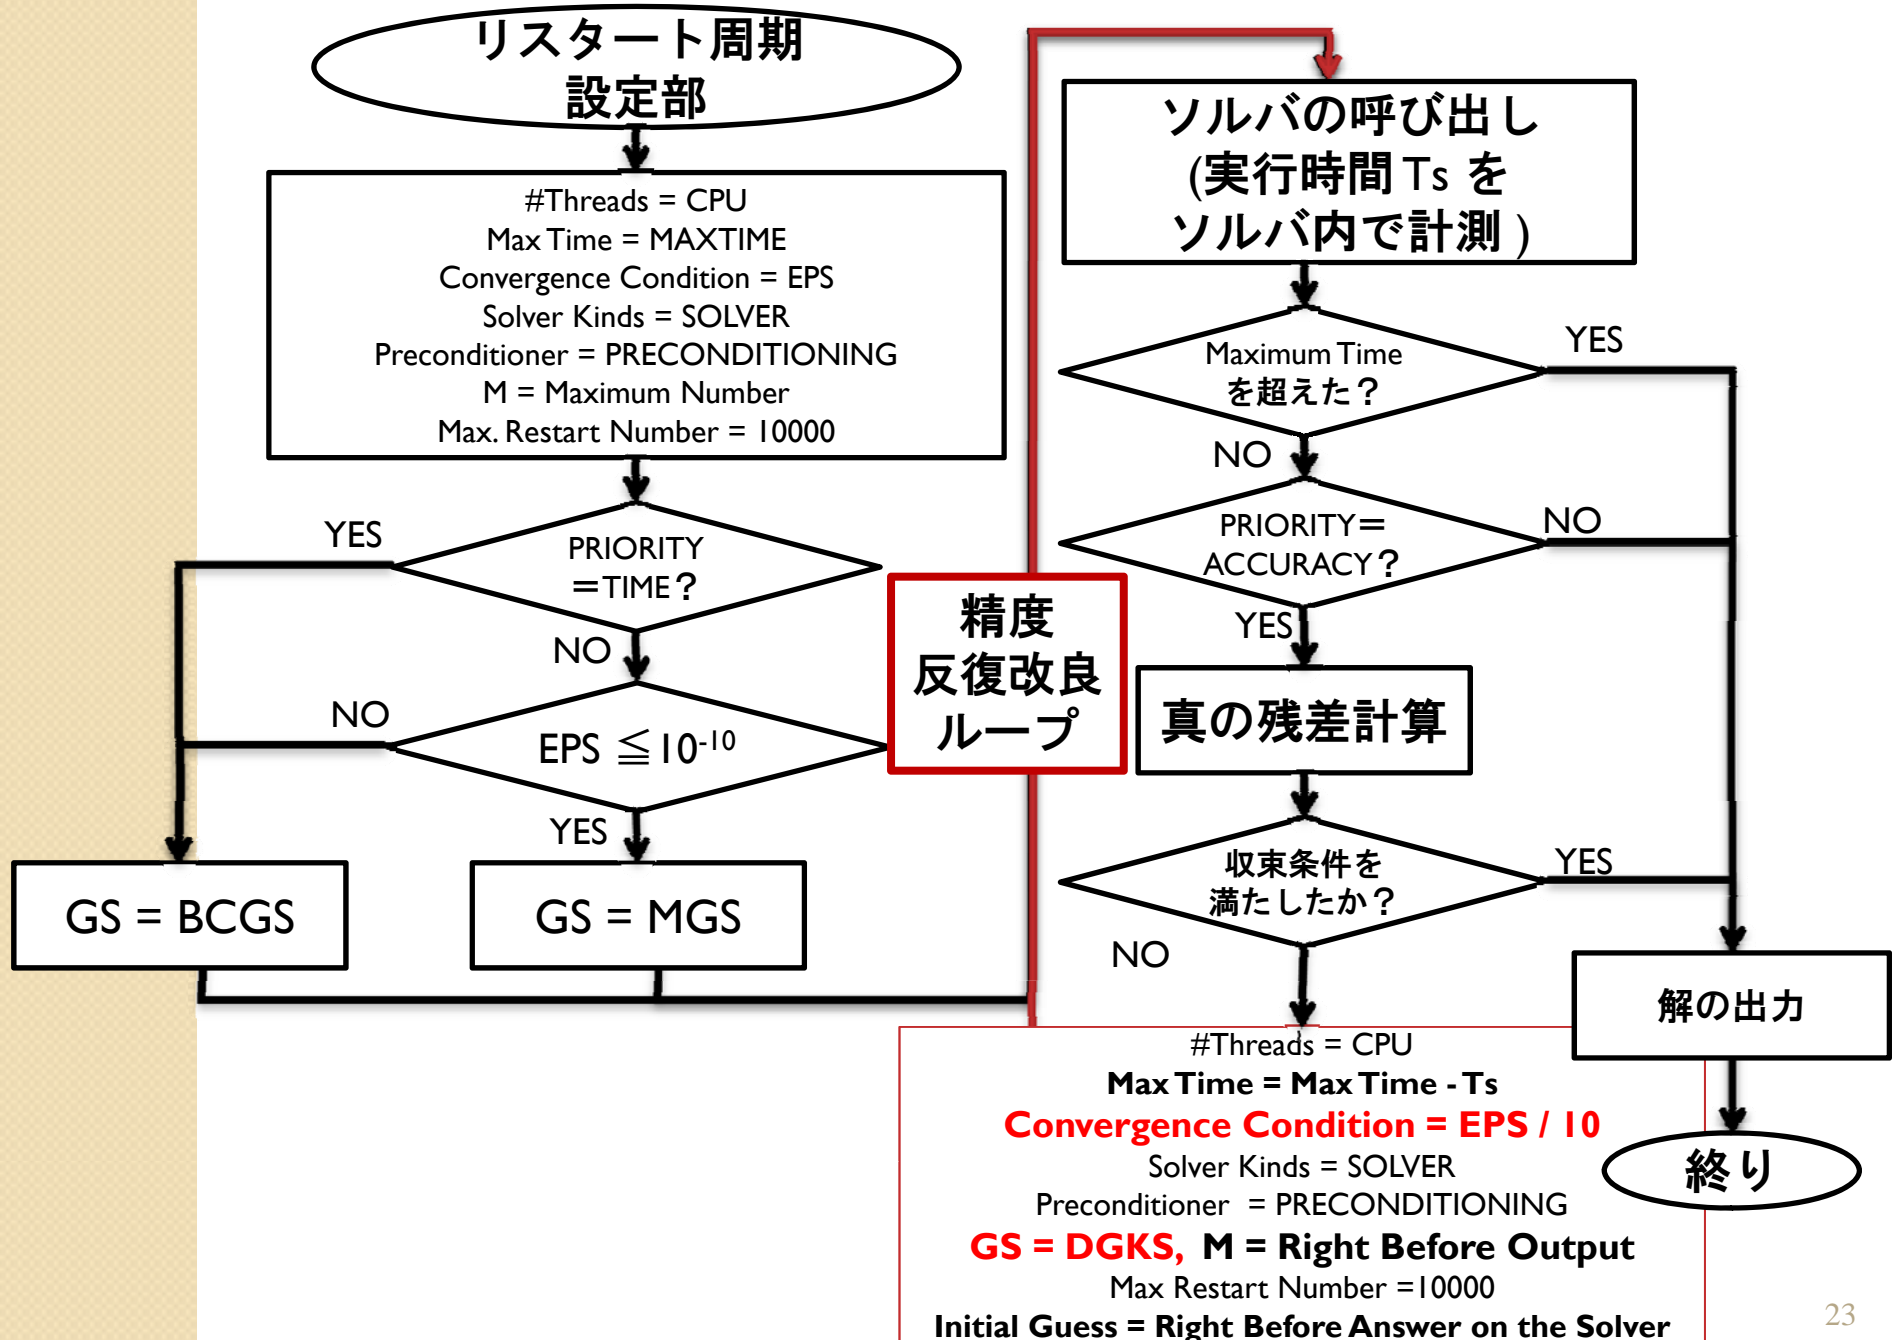 リスタート周期
設定部
#Threads = CPU
Max Time = MAXTIME
Convergence Condition = EPS
Solver Kinds = SOLVER
Preconditioner = PRECONDITIONING
M = Maximum Number
Max. Restart Number = 10000
YES
PRIORITY
＝TIME？
NO
NO
EPS ≦10-10
YES
GS = BCGS
GS = MGS
精度
反復改良
ループ
ソルバの呼び出し
(実行時間 Ts を
ソルバ内で計測 )
Maximum Time
を超えた？
YES
NO
PRIORITY＝
ACCURACY？
NO
YES
真の残差計算
収束条件を
満たしたか？
YES
NO
#Threads = CPU
Max Time = Max Time - Ts
Convergence Condition = EPS / 10
Solver Kinds = SOLVER
Preconditioner = PRECONDITIONING
GS = DGKS, M = Right Before Output
Max Restart Number =10000
Initial Guess = Right Before Answer on the Solver
解の出力
終り
23